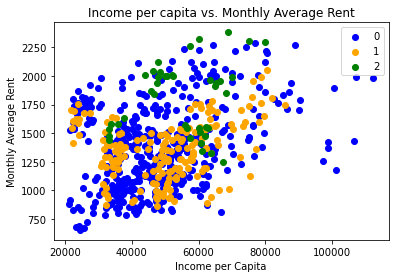 Income per capita vs. Monthly Average Rent
0
1
2
2250
2000
1750
1500
1250
1000
750
Monthly Average Rent
20000 40000 60000 80000 100000
Income per Capita